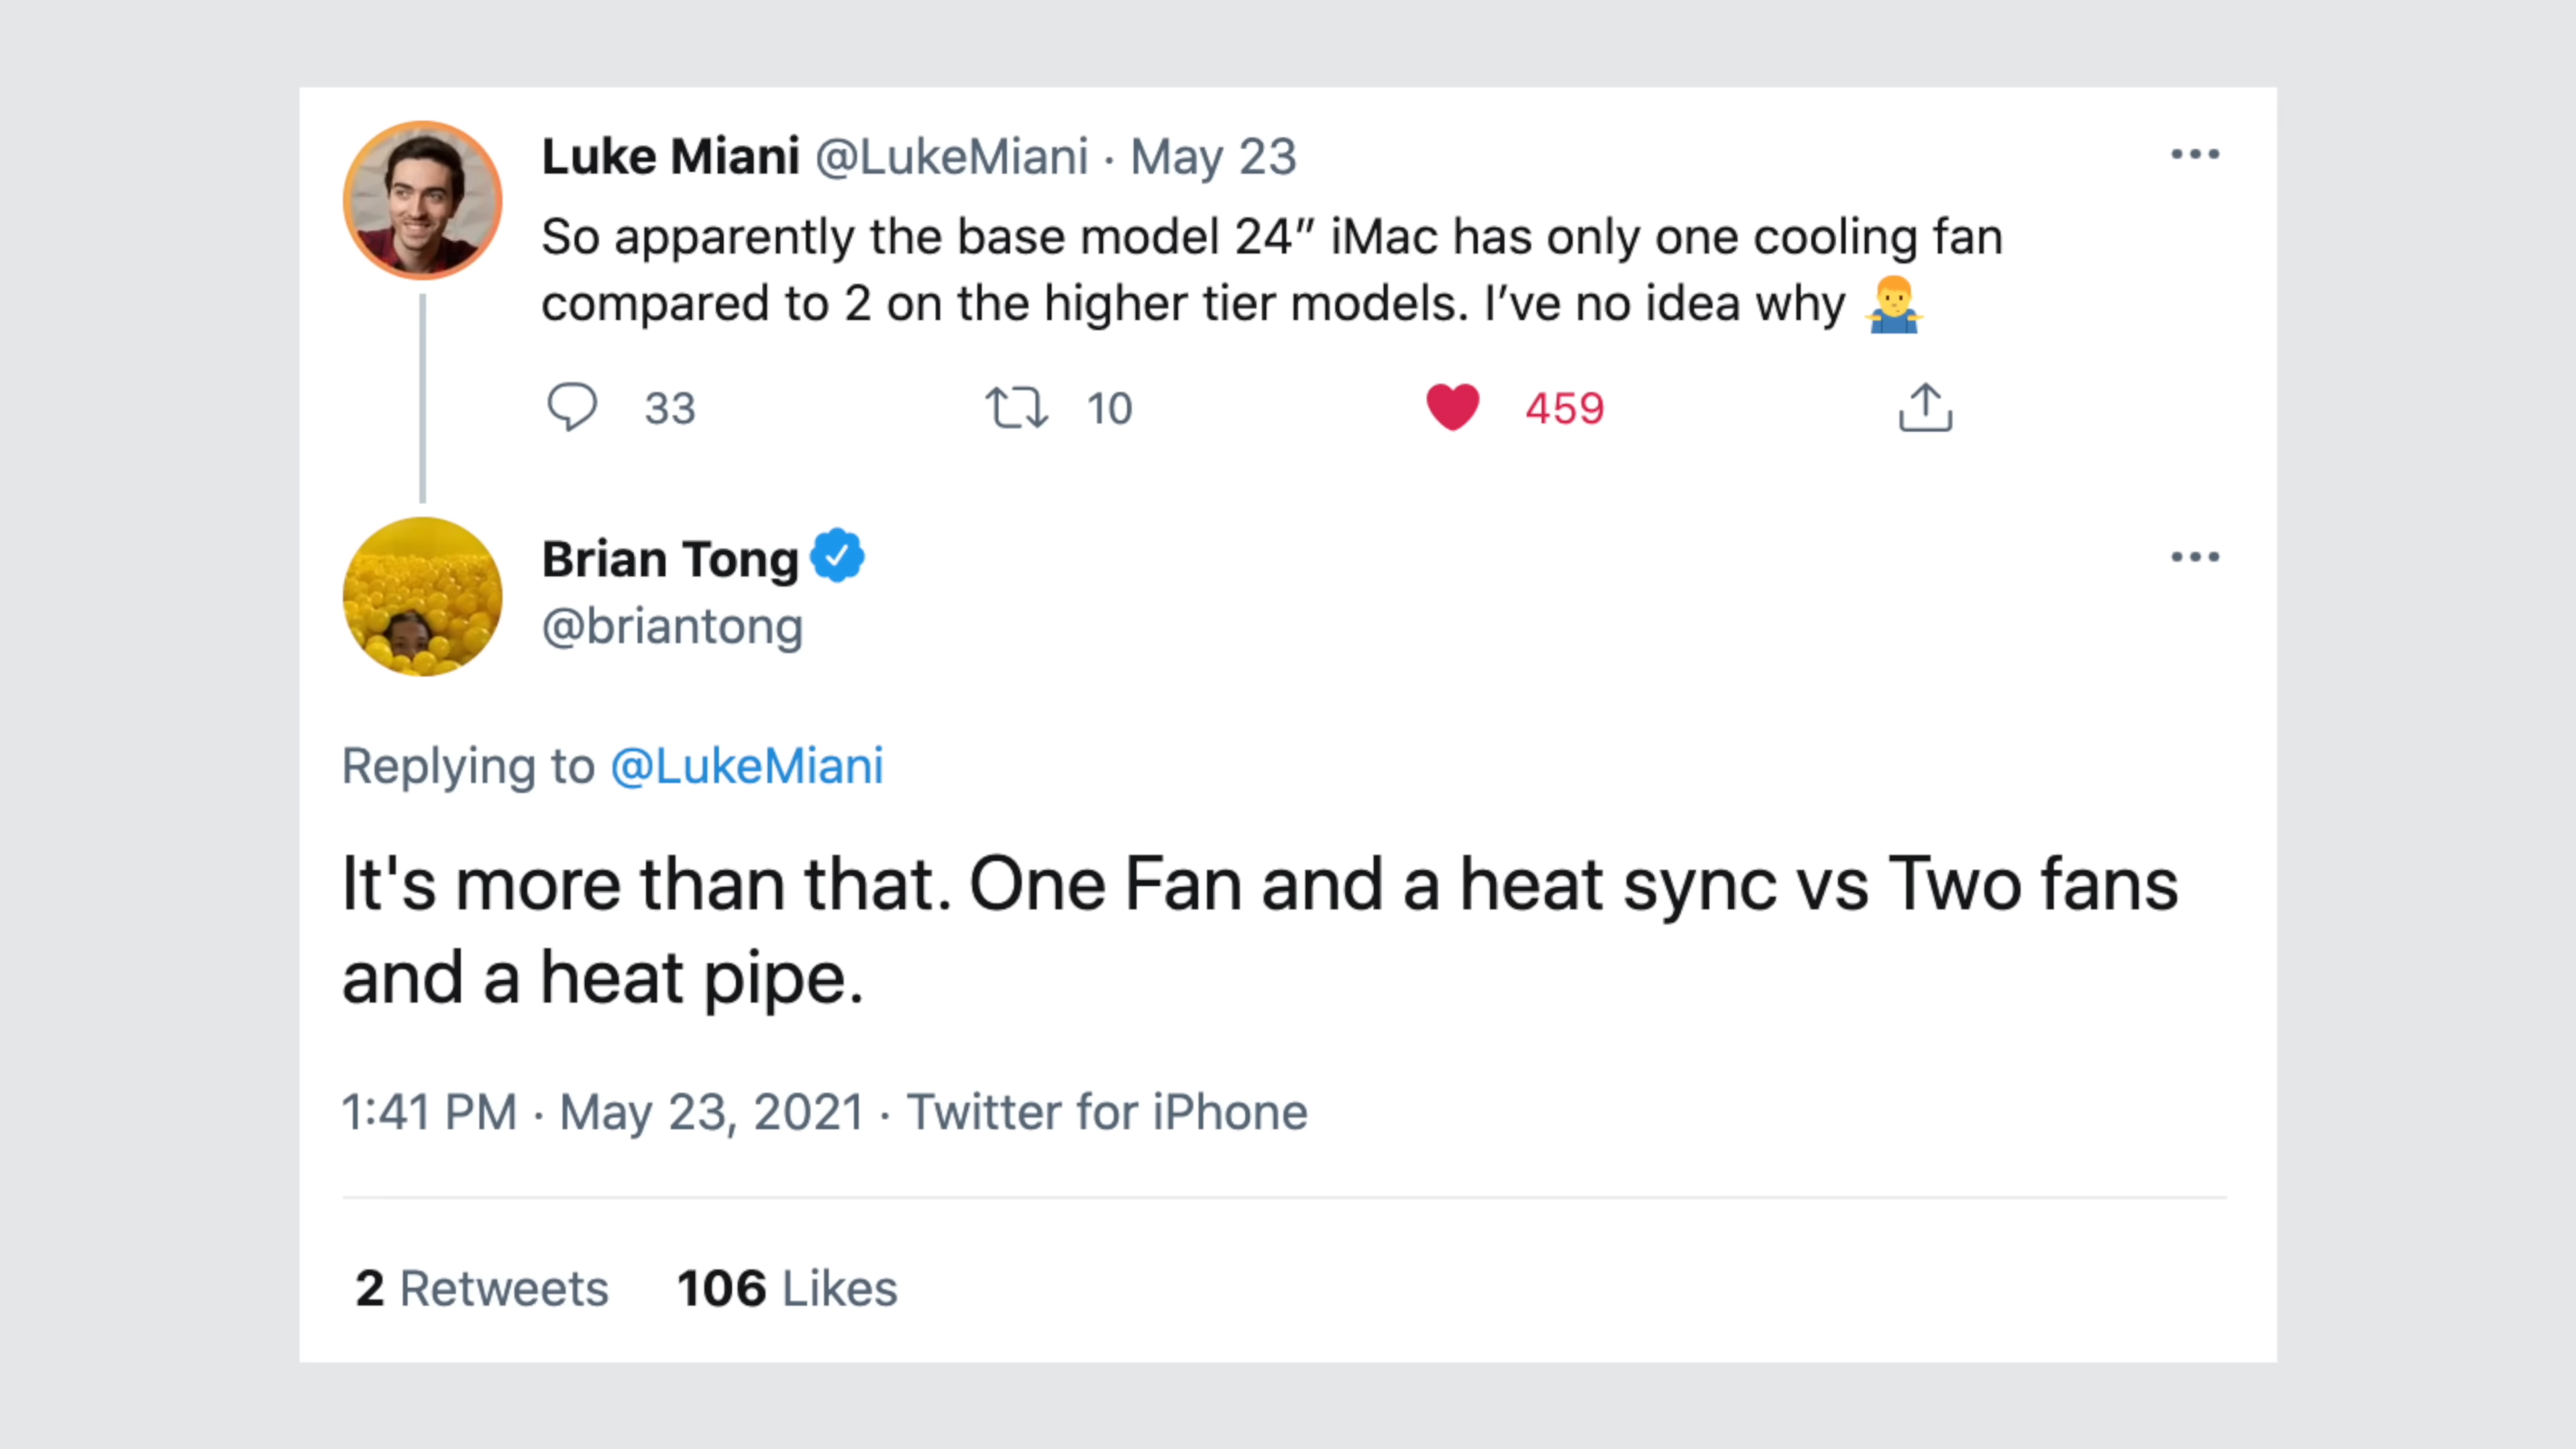 Luke Miani @LukeMiani · May 23
So apparently the base model 24” iMac has only one cooling fan
compared to 2 on the higher tier models. I’ve no idea why 🤷‍♂️
33 10 459
Brian Tong
@briantong
Replying to @LukeMiani
It's more than that. One Fan and a heat sync vs Two fans
and a heat pipe.
1:41 PM · May 23, 2021 · Twitter for iPhone
2 Retweets 106 Likes